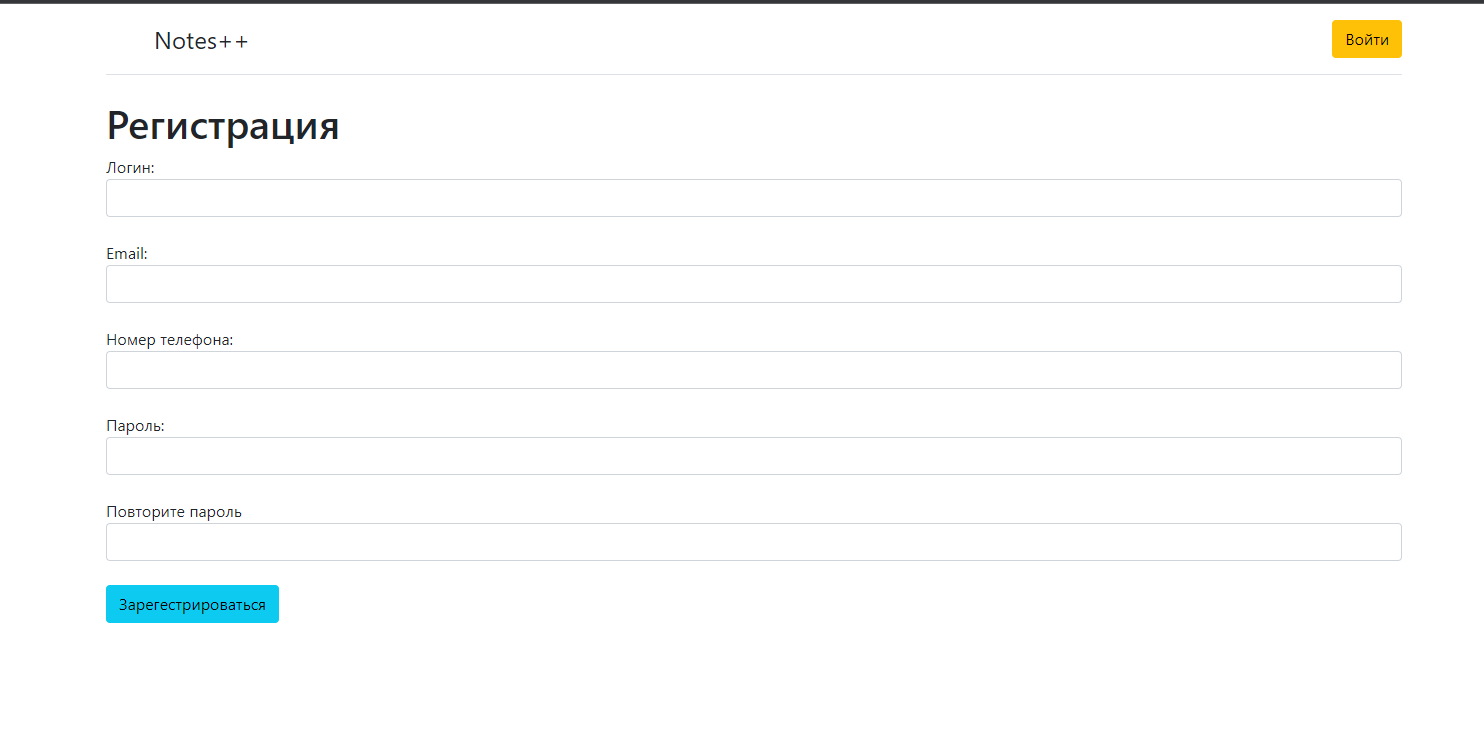 Notes++
Войти
Регистрация
Логин:
Email:
Номер телефона:
Пароль:
Повторите пароль
Зарегестрироваться